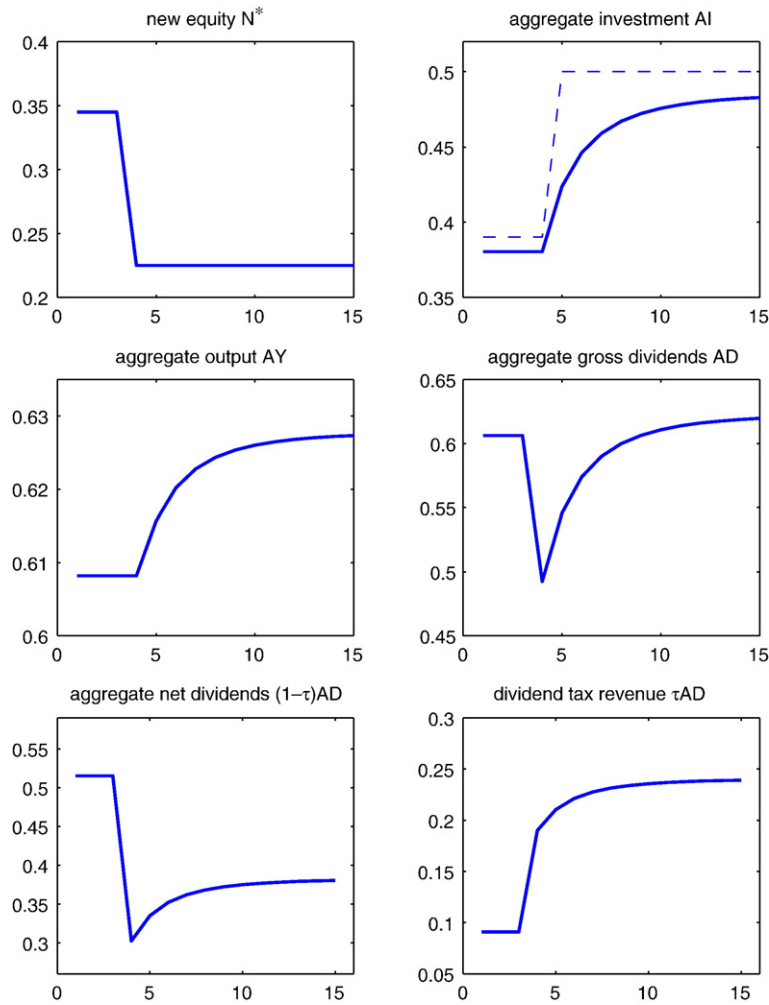 new equity N*
0.4
0.35
0.3
0.25
0.2
0 5 10 15
aggregate investment AI
0.5
0.45
0.4
0.35
0 5 10 15
aggregate output AY
0.63
0.62
0.61
0.6
0 5 10 15
aggregate gross dividends AD
0.65
0.6
0.55
0.5
0.45
0 5 10 15
aggregate net dividends (1−τ)AD
0.55
0.5
0.45
0.4
0.35
0.3
0 5 10 15
dividend tax revenue τAD
0.3
0.25
0.2
0.15
0.1
0.05
0 5 10 15